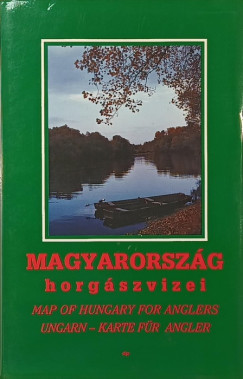 MAGYARORSZÁG
horgászvizei
MAP OF HUNGARY FOR ANGLERS
UNGARN – KARTE FÜR ANGLER